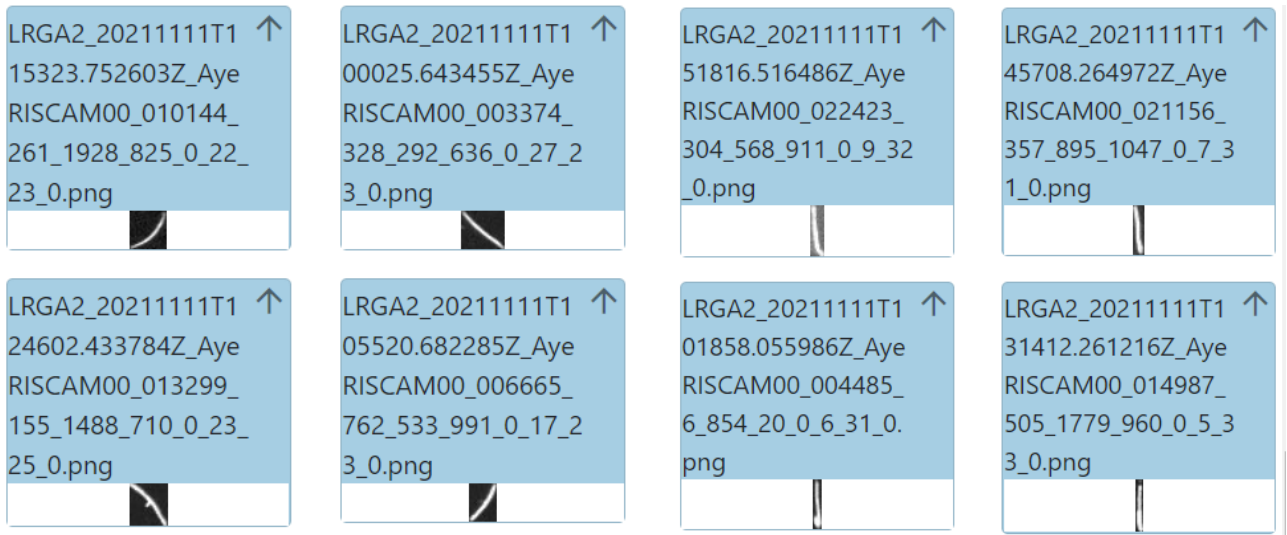 LRGA2_20211111T1
15323.752603Z_Aye
RISCAM00_010144_
261_1928_825_0_22_
23_0.png
LRGA2_20211111T1
00025.643455Z_Aye
RISCAM00_003374_
328_292_636_0_27_2
3_0.png
LRGA2_20211111T1
51816.516486Z_Aye
RISCAM00_022423_
304_568_911_0_9_32
_0.png
LRGA2_20211111T1
45708.264972Z_Aye
RISCAM00_021156_
357_895_1047_0_7_3
1_0.png
LRGA2_20211111T1
24602.433784Z_Aye
RISCAM00_013299_
155_1488_710_0_23_
25_0.png
LRGA2_20211111T1
05520.682285Z_Aye
RISCAM00_006665_
762_533_991_0_17_2
3_0.png
LRGA2_20211111T1
01858.055986Z_Aye
RISCAM00_004485_
6_854_20_0_6_31_0.
png
LRGA2_20211111T1
31412.261216Z_Aye
RISCAM00_014987_
505_1779_960_0_5_3
3_0.png